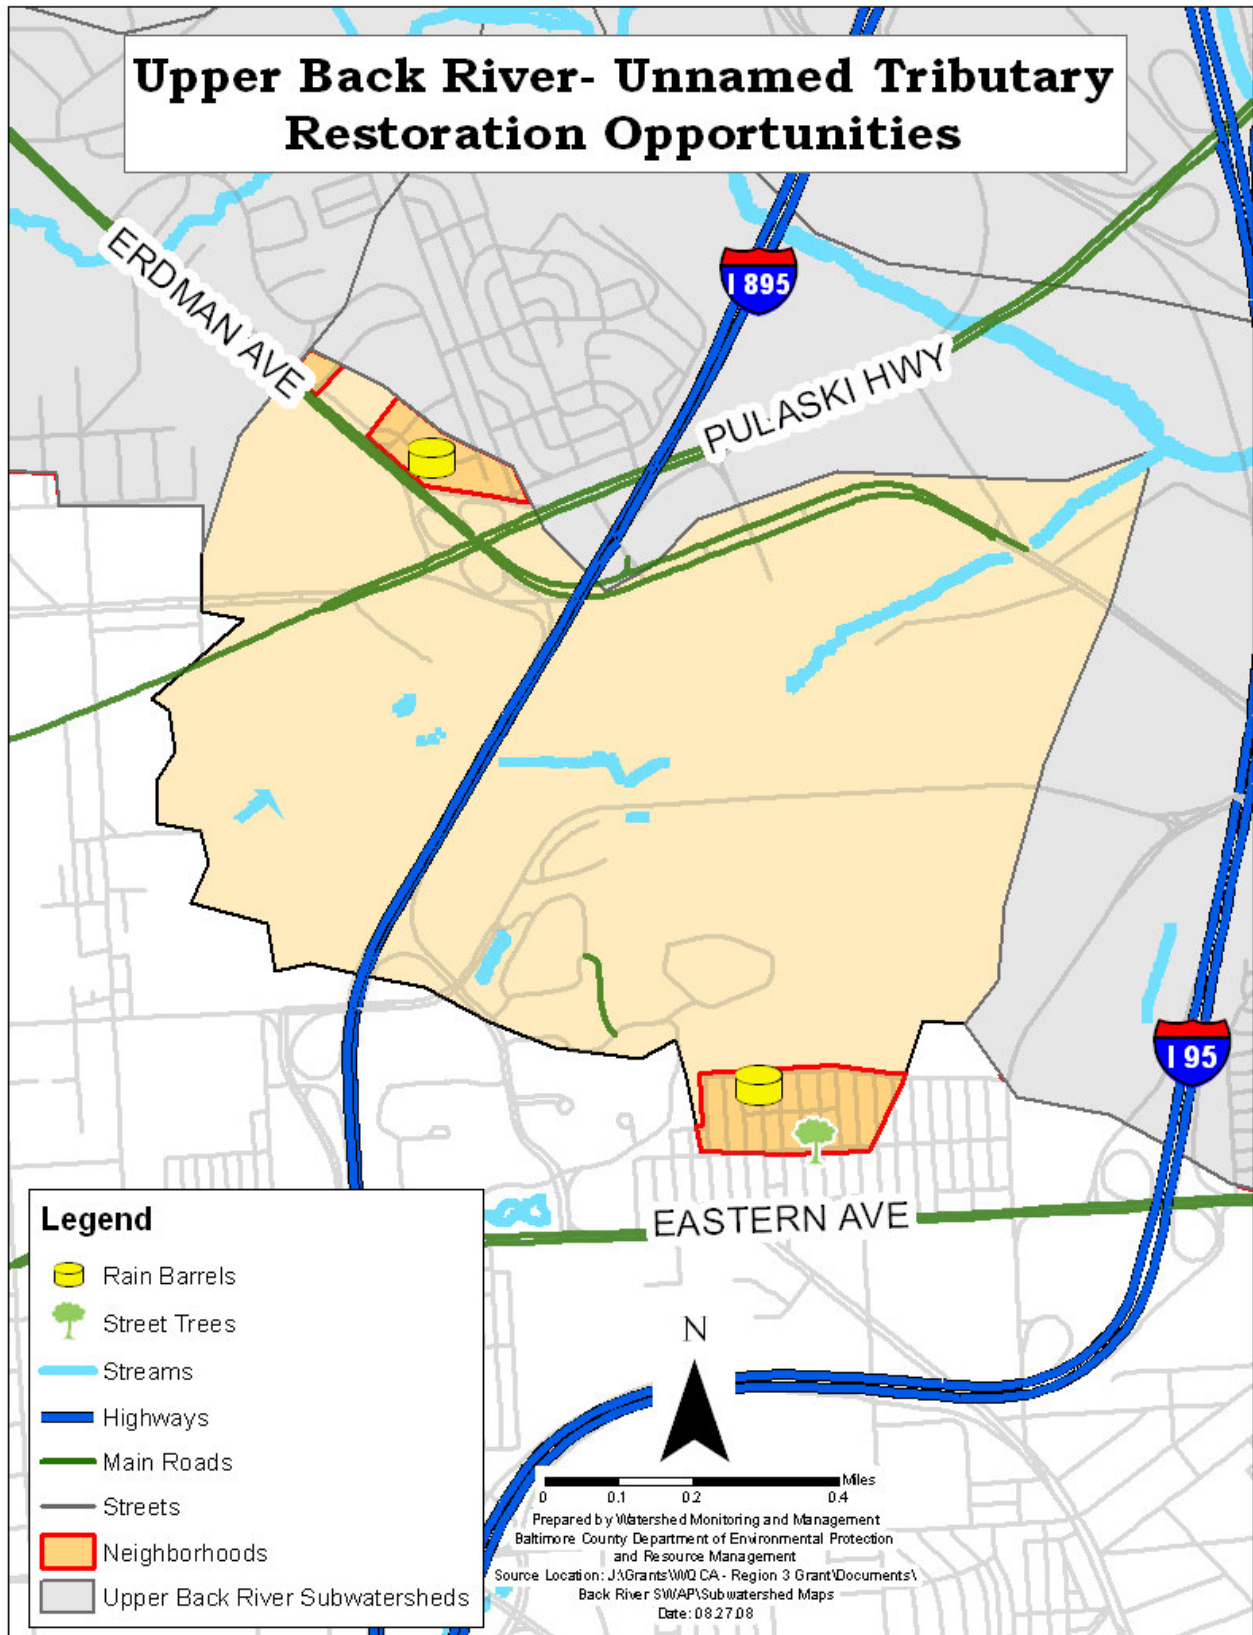 Upper Back River- Unnamed Tributary
Restoration Opportunities
ERDMAN AVE
I 895
PULASKI HWY
I 95
EASTERN AVE
Legend
Rain Barrels
Street Trees
Streams
Highways
Main Roads
Streets
Neighborhoods
Upper Back River Subwatersheds
N
Miles
0 0.1 0.2 0.4
Prepared by Watershed Monitoring and Management
Baltimore County Department of Environmental Protection
and Resource Management
Source Location: J:\Grants\WQ CA - Region 3 Grant\Documents\
Back River SWAP\Subwatershed Maps
Date: 08.27.08